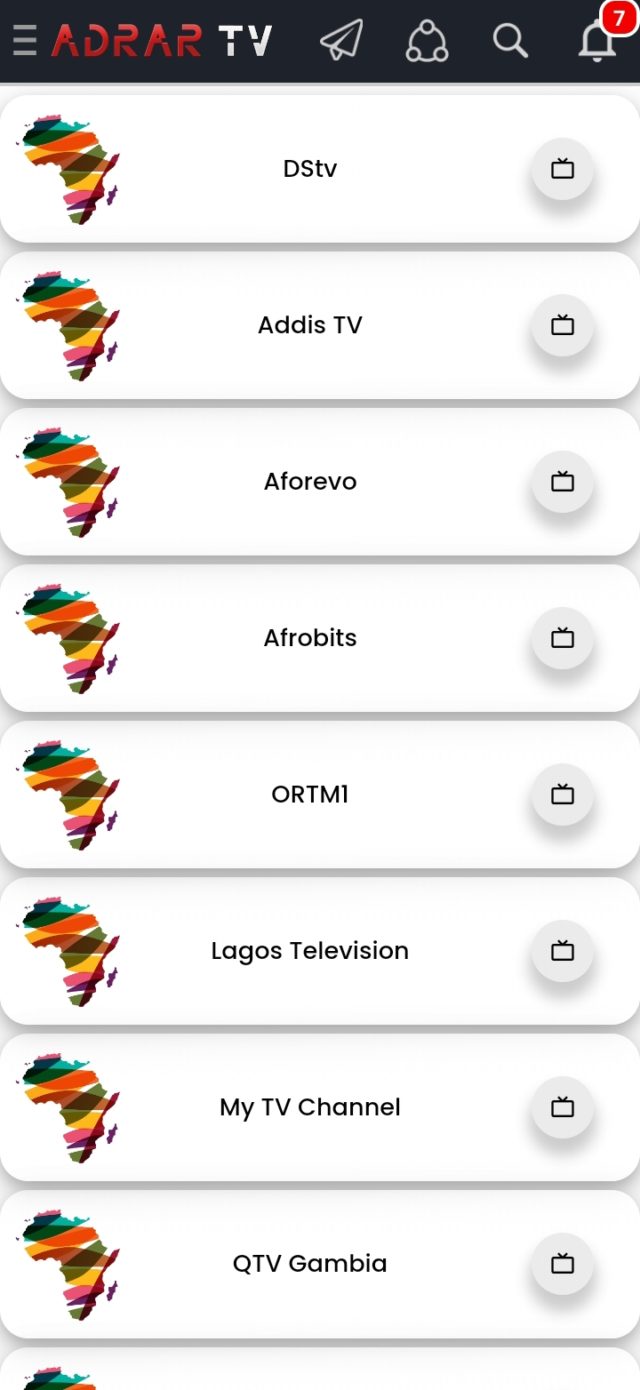 ADRAR TV
7
DStv
Addis TV
Aforevo
Afrobits
ORTM1
Lagos Television
My TV Channel
QTV Gambia